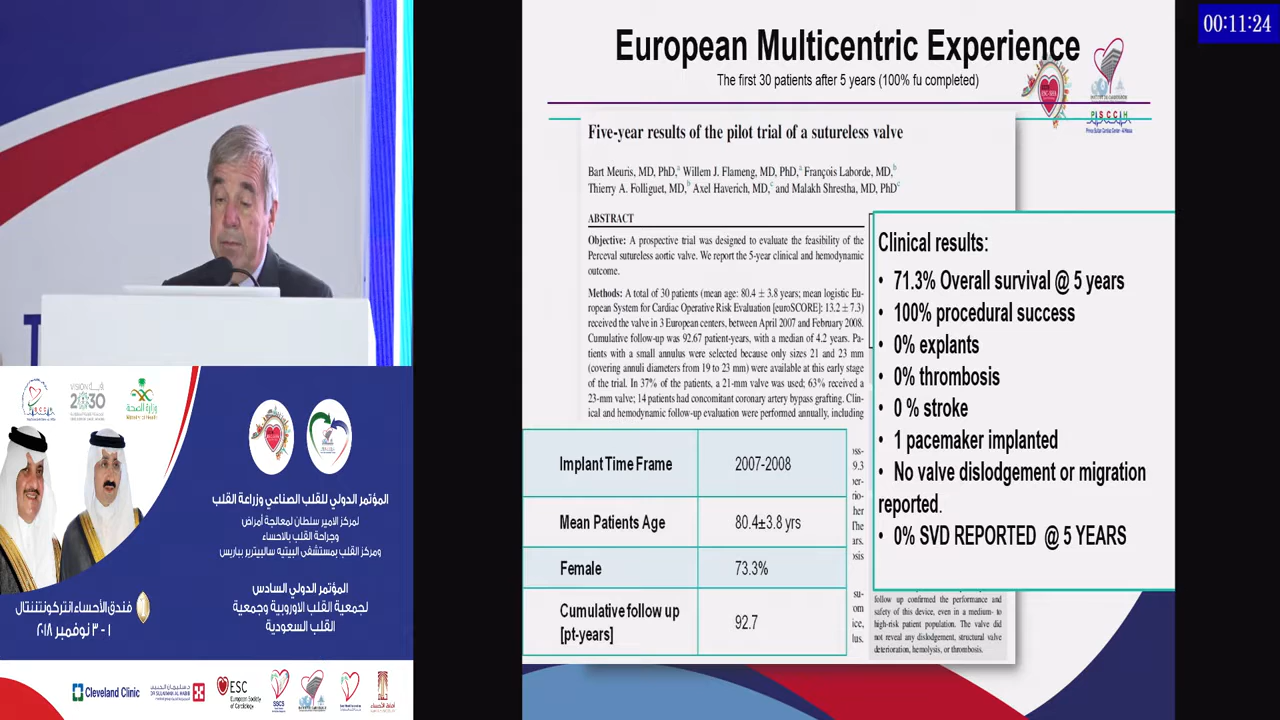 00:11:24
European Multicentric Experience
The first 30 patients after 5 years (100% fu completed)
Five-year results of the pilot trial of a sutureless valve
Bart Meuris, MD, PhD,a Willem J. Flameng, MD, PhD,a François Laborde, MD,b
Thierry A. Folliguet, MD,b Axel Haverich, MD,c and Malakh Shrestha, MD, PhDc
ABSTRACT
Objective: A prospective trial was designed to evaluate the feasibility of the
Perceval sutureless aortic valve. We report the 5-year clinical and hemodynamic
outcome.
Methods: A total of 30 patients (mean age: 80.4 ± 3.8 years; mean logistic Eu-
ropean System for Cardiac Operative Risk Evaluation [euroSCORE]: 13.2 ± 7.3)
received the valve in 3 European centers, between April 2007 and February 2008.
Cumulative follow-up was 92.67 patient-years, with a median of 4.2 years. Pa-
tients with a small annulus were selected because only sizes 21 and 23 mm
(covering annuli diameters from 19 to 23 mm) were available at this early stage
of the trial. In 37% of the patients, a 21-mm valve was used; 63% received a
23-mm valve; 14 patients had concomitant coronary artery bypass grafting. Clin-
ical and hemodynamic follow-up evaluation were performed annually, including
Clinical results:
• 71.3% Overall survival @ 5 years
• 100% procedural success
• 0% explants
• 0% thrombosis
• 0 % stroke
• 1 pacemaker implanted
• No valve dislodgement or migration
reported.
• 0% SVD REPORTED @ 5 YEARS
Implant Time Frame 2007-2008
Mean Patients Age 80.4±3.8 yrs
Female 73.3%
Cumulative follow up
[pt-years] 92.7
follow up confirmed the performance and
safety of this device, even in a medium- to
high-risk patient population. The valve did
not reveal any dislodgement, structural valve
deterioration, hemolysis, or thrombosis.
VISION رؤية
2030
وزارة الصحة
المؤتمر الدولي للقلب الصناعي وزراعة القلب
لمركز الامير سلطان لمعالجة أمراض
وجراحة القلب بالاحساء
ومركز القلب بمستشفى البيتيه سالبيتريير بباريس
المؤتمر الدولي السادس
لجمعية القلب الاوروبية وجمعية
القلب السعودية
فندق الأحساء انتركونتننتال
١ - ٣ نوفمبر ٢٠١٨
Cleveland Clinic
ESC
European Society
of Cardiology
SSCS